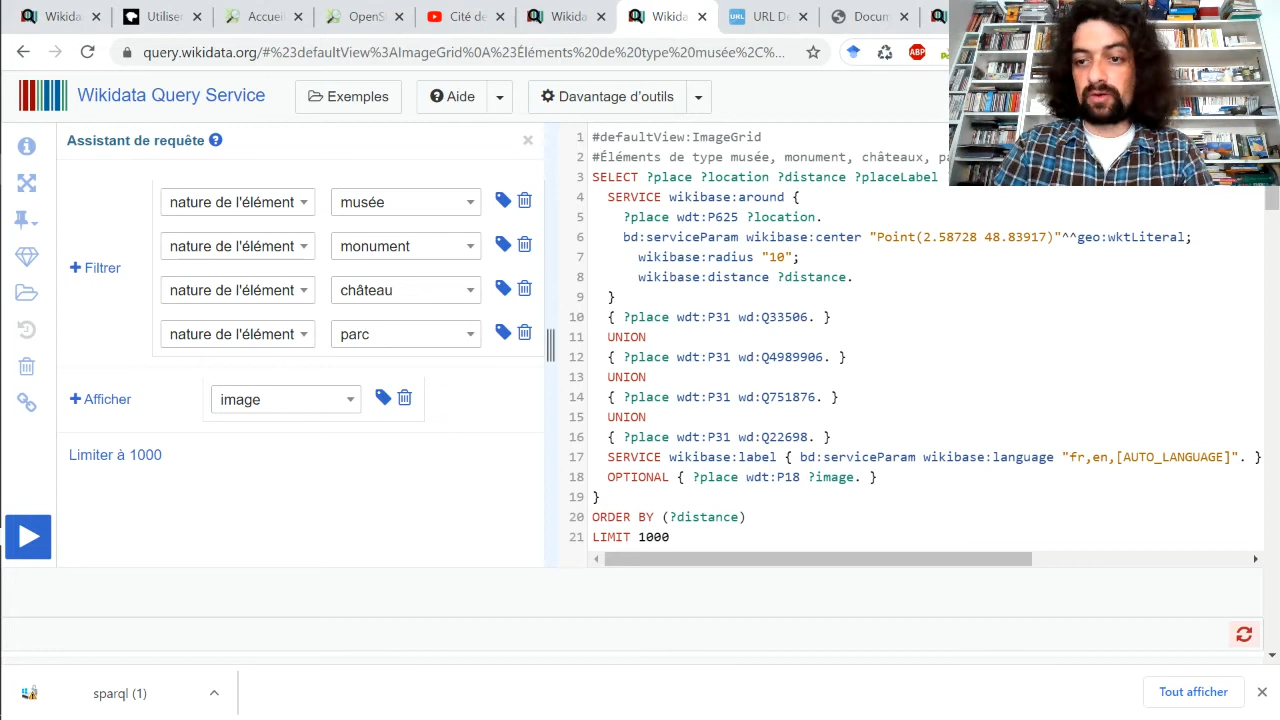 Wikida
Utiliser
Accuei
OpenS
Cidoc
Wikida
Wikida
URL D
Docum
query.wikidata.org/#%23defaultView%3AImageGrid%0A%23Éléments%20de%20type%20musée%2C%...
ABP
Wikidata Query Service
Exemples
Aide
Davantage d'outils
Assistant de requête
nature de l'élément
musée
nature de l'élément
monument
+ Filtrer
nature de l'élément
château
nature de l'élément
parc
+ Afficher
image
Limiter à 1000
1 #defaultView:ImageGrid
2 #Éléments de type musée, monument, châteaux, pa
3 SELECT ?place ?location ?distance ?placeLabel
4 SERVICE wikibase:around {
5 ?place wdt:P625 ?location.
6 bd:serviceParam wikibase:center "Point(2.58728 48.83917)"^^geo:wktLiteral;
7 wikibase:radius "10";
8 wikibase:distance ?distance.
9 }
10 { ?place wdt:P31 wd:Q33506. }
11 UNION
12 { ?place wdt:P31 wd:Q4989906. }
13 UNION
14 { ?place wdt:P31 wd:Q751876. }
15 UNION
16 { ?place wdt:P31 wd:Q22698. }
17 SERVICE wikibase:label { bd:serviceParam wikibase:language "fr,en,[AUTO_LANGUAGE]". }
18 OPTIONAL { ?place wdt:P18 ?image. }
19 }
20 ORDER BY (?distance)
21 LIMIT 1000
sparql (1)
Tout afficher